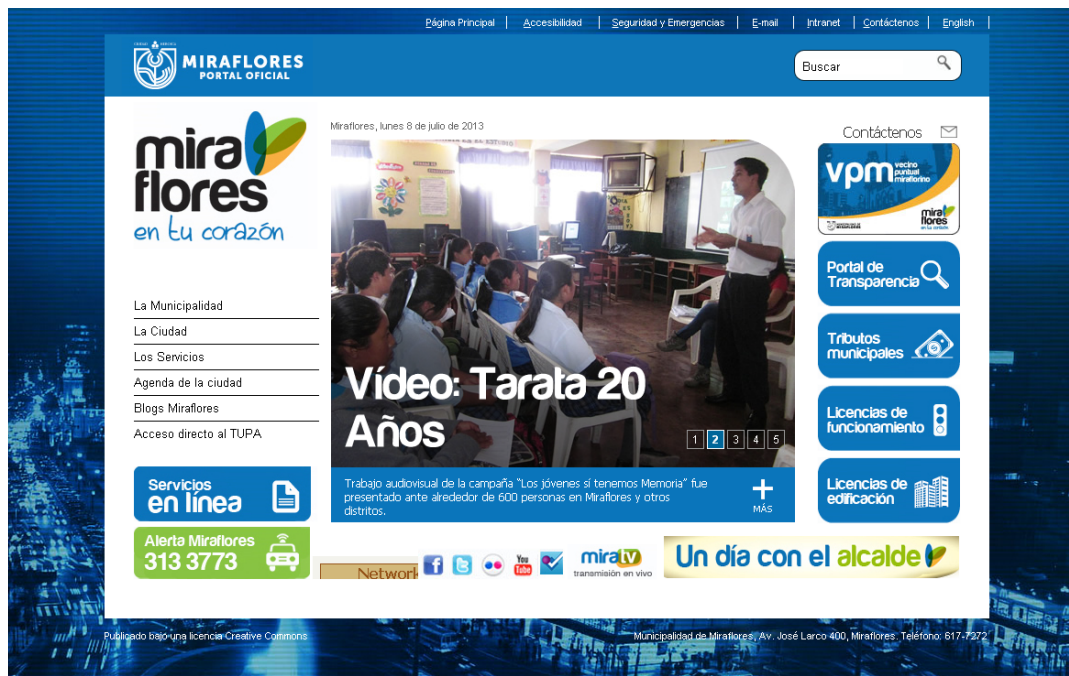 Página Principal
Accesibilidad
Seguridad y Emergencias
E-mail
Intranet
Contáctenos
English
MIRAFLORES
PORTAL OFICIAL
Buscar
mira
flores
en tu corazón
Miraflores, lunes 8 de julio de 2013
Contáctenos
vpm vecino
puntual
miraflorino
mira
flores
MIRAFLORES
La Municipalidad
La Ciudad
Los Servicios
Agenda de la ciudad
Blogs Miraflores
Acceso directo al TUPA
Servicios
en línea
Alerta Miraflores
313 3773
Vídeo: Tarata 20
Años
1 2 3 4 5
Trabajo audiovisual de la campaña "Los jóvenes sí tenemos Memoria" fue
presentado ante alrededor de 600 personas en Miraflores y otros
distritos.
MÁS
Portal de
Transparencia
Tributos
municipales
Licencias de
funcionamiento
Licencias de
edificación
Network
You
Tube
miratv
transmisión en vivo
Un día con el alcalde
Publicado bajo una licencia Creative Commons
Municipalidad de Miraflores, Av. José Larco 400, Miraflores. Teléfono: 617-7272